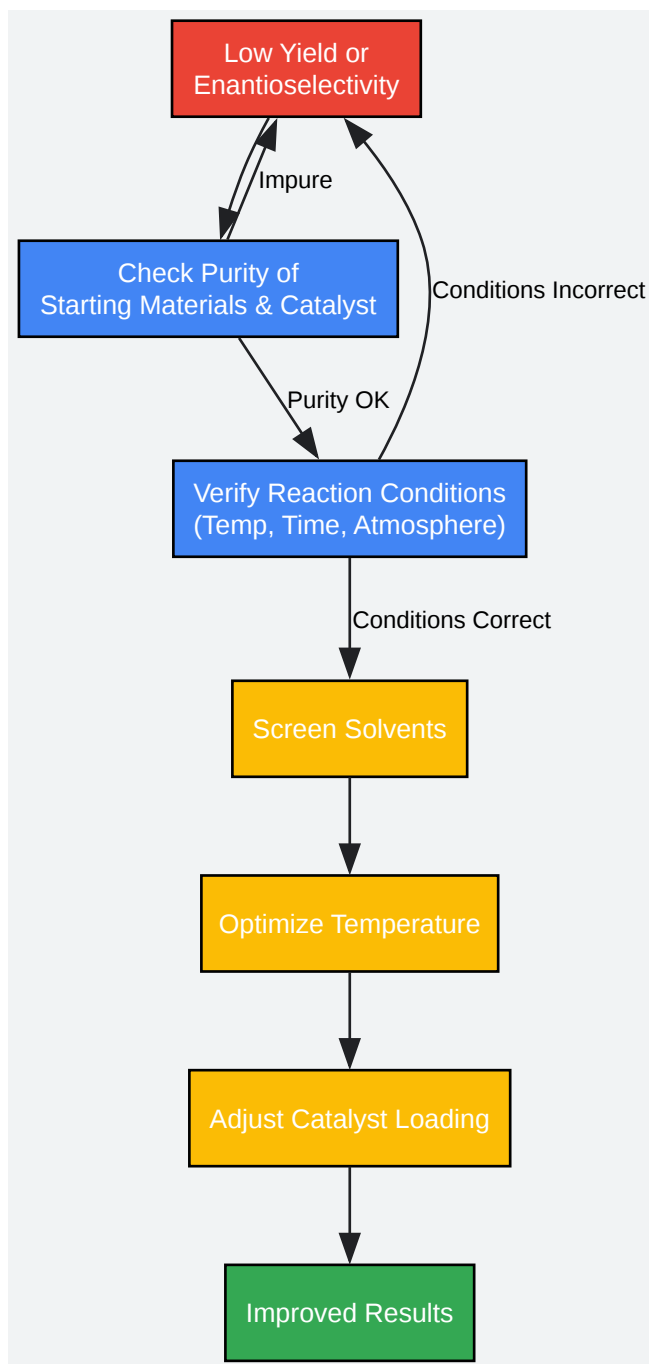 Low Yield or
Enantioselectivity
Impure
Check Purity of
Starting Materials & Catalyst
Conditions Incorrect
Purity OK
Verify Reaction Conditions
(Temp, Time, Atmosphere)
Conditions Correct
Screen Solvents
Optimize Temperature
Adjust Catalyst Loading
Improved Results